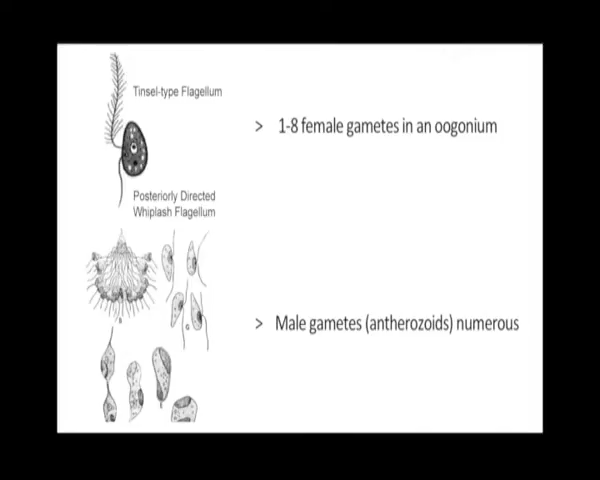 Tinsel-type Flagellum
> 1-8 female gametes in an oogonium
Posteriorly Directed
Whiplash Flagellum
> Male gametes (antherozoids) numerous